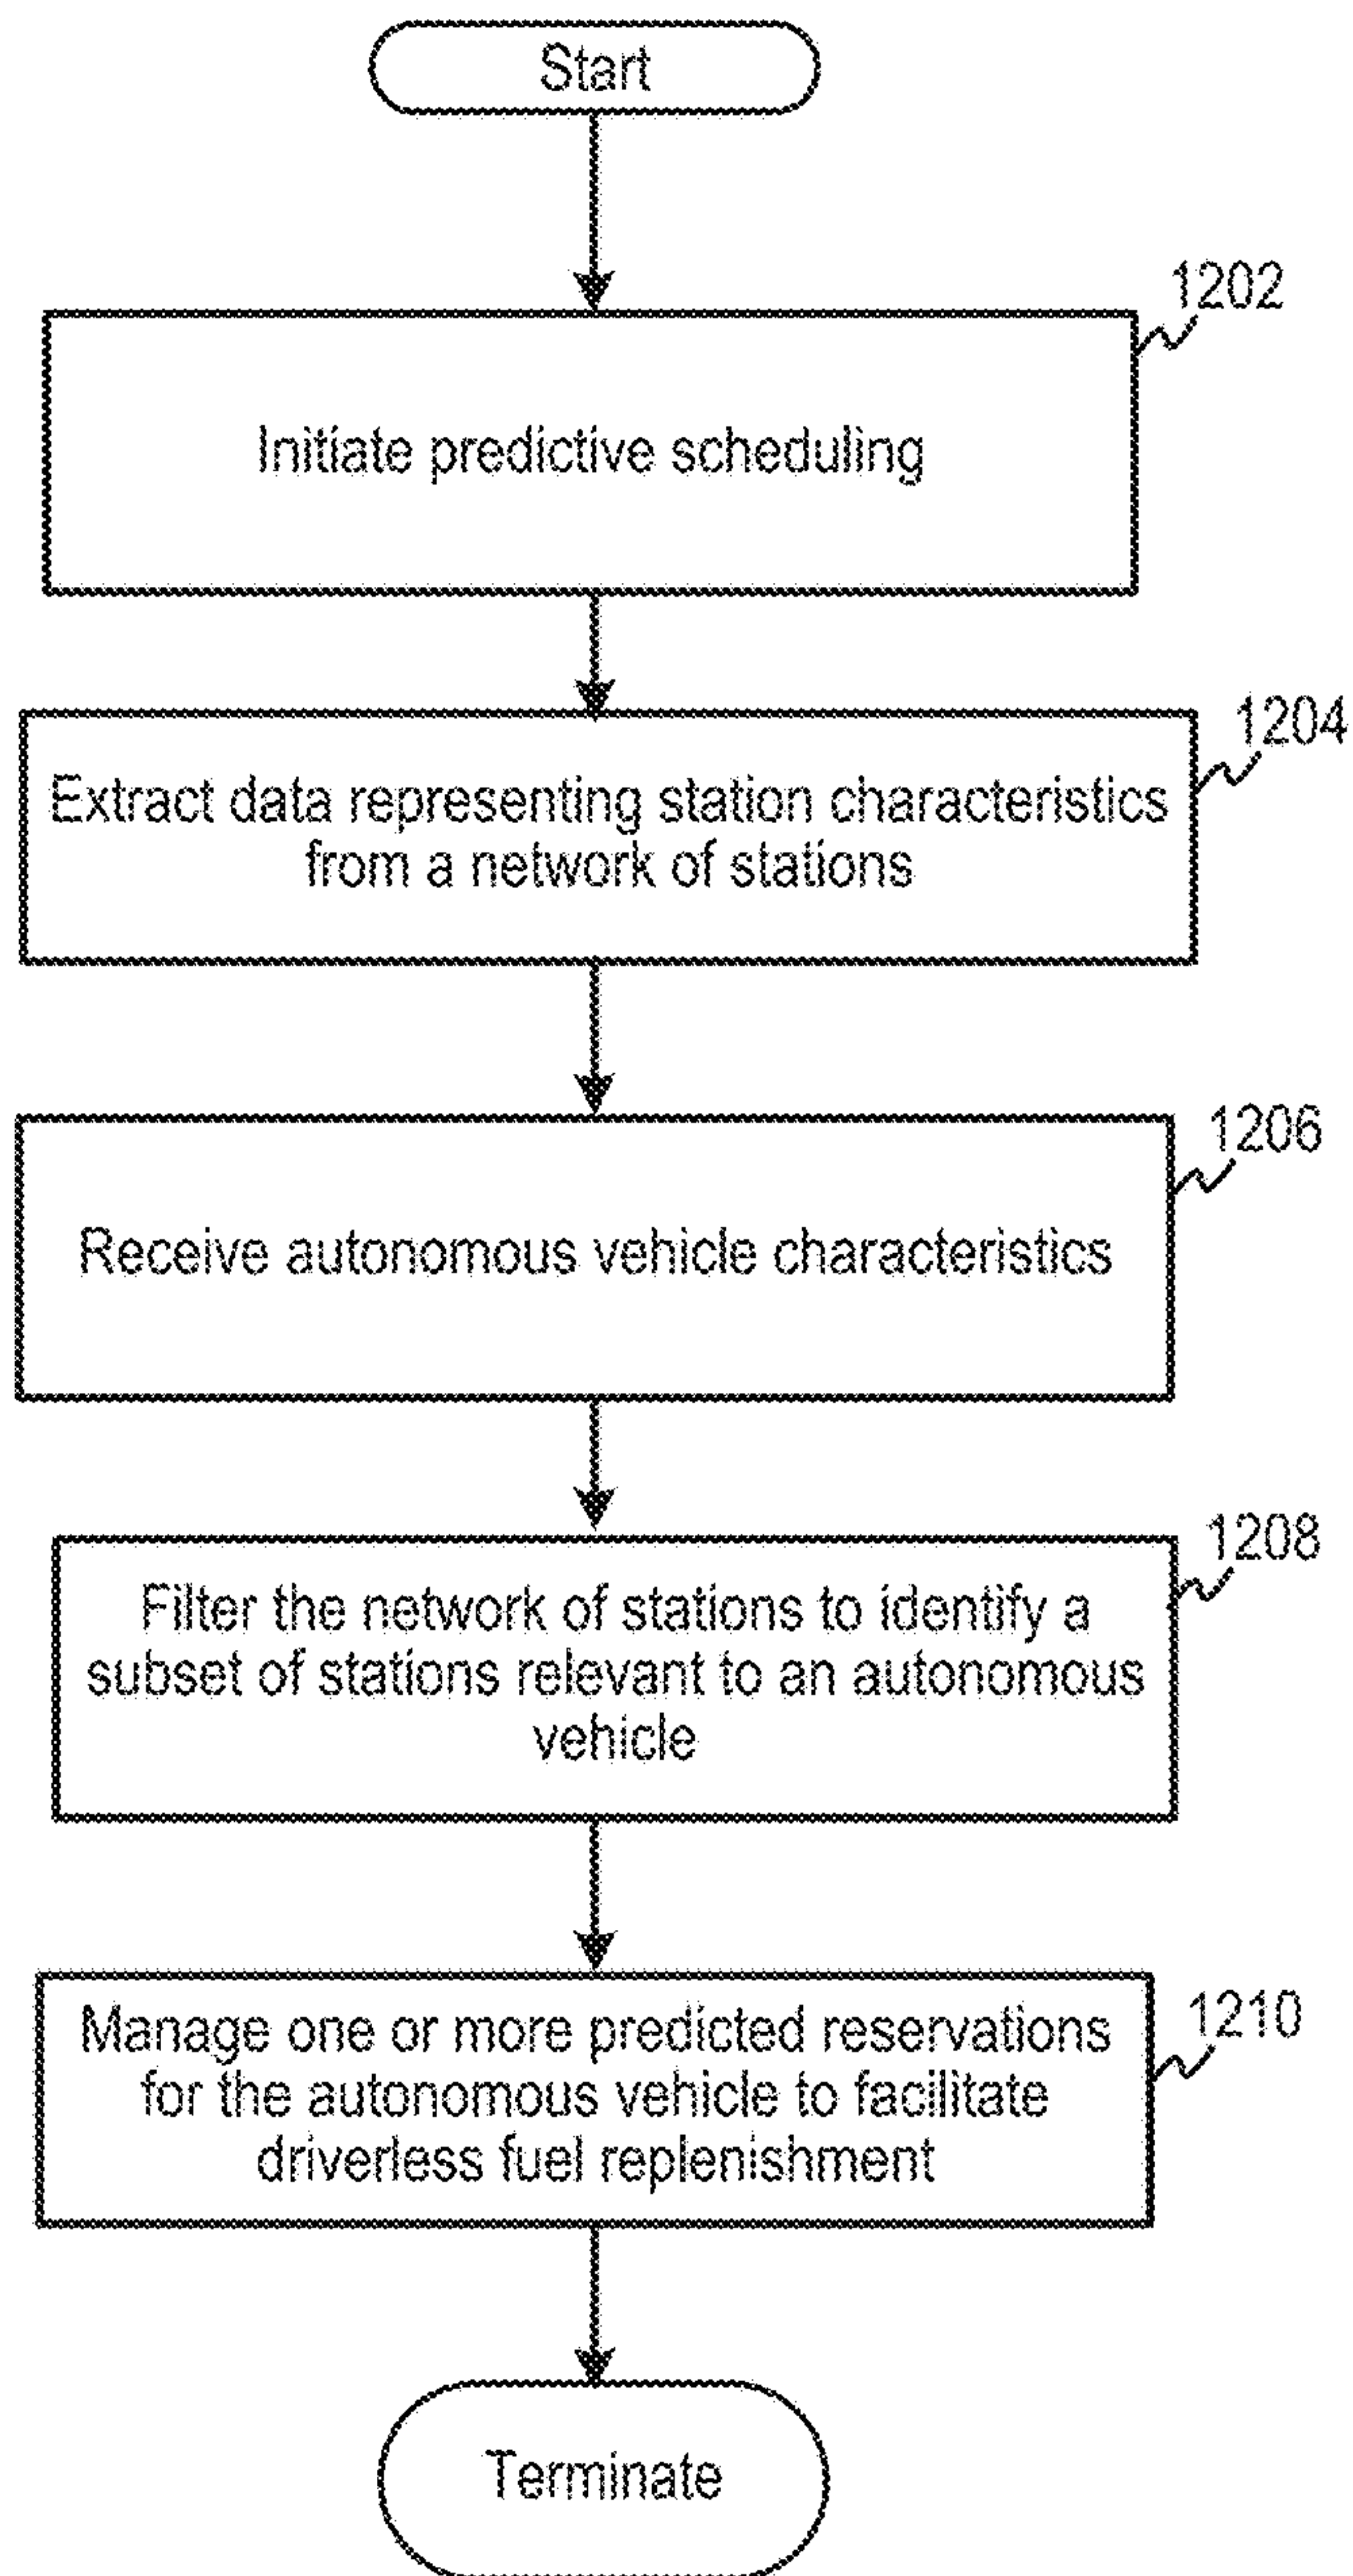 Start
1202
Initiate predictive scheduling
1204
Extract data representing station characteristics
from a network of stations
1206
Receive autonomous vehicle characteristics
1208
Filter the network of stations to identify a
subset of stations relevant to an autonomous
vehicle
1210
Manage one or more predicted reservations
for the autonomous vehicle to facilitate
driverless fuel replenishment
Terminate